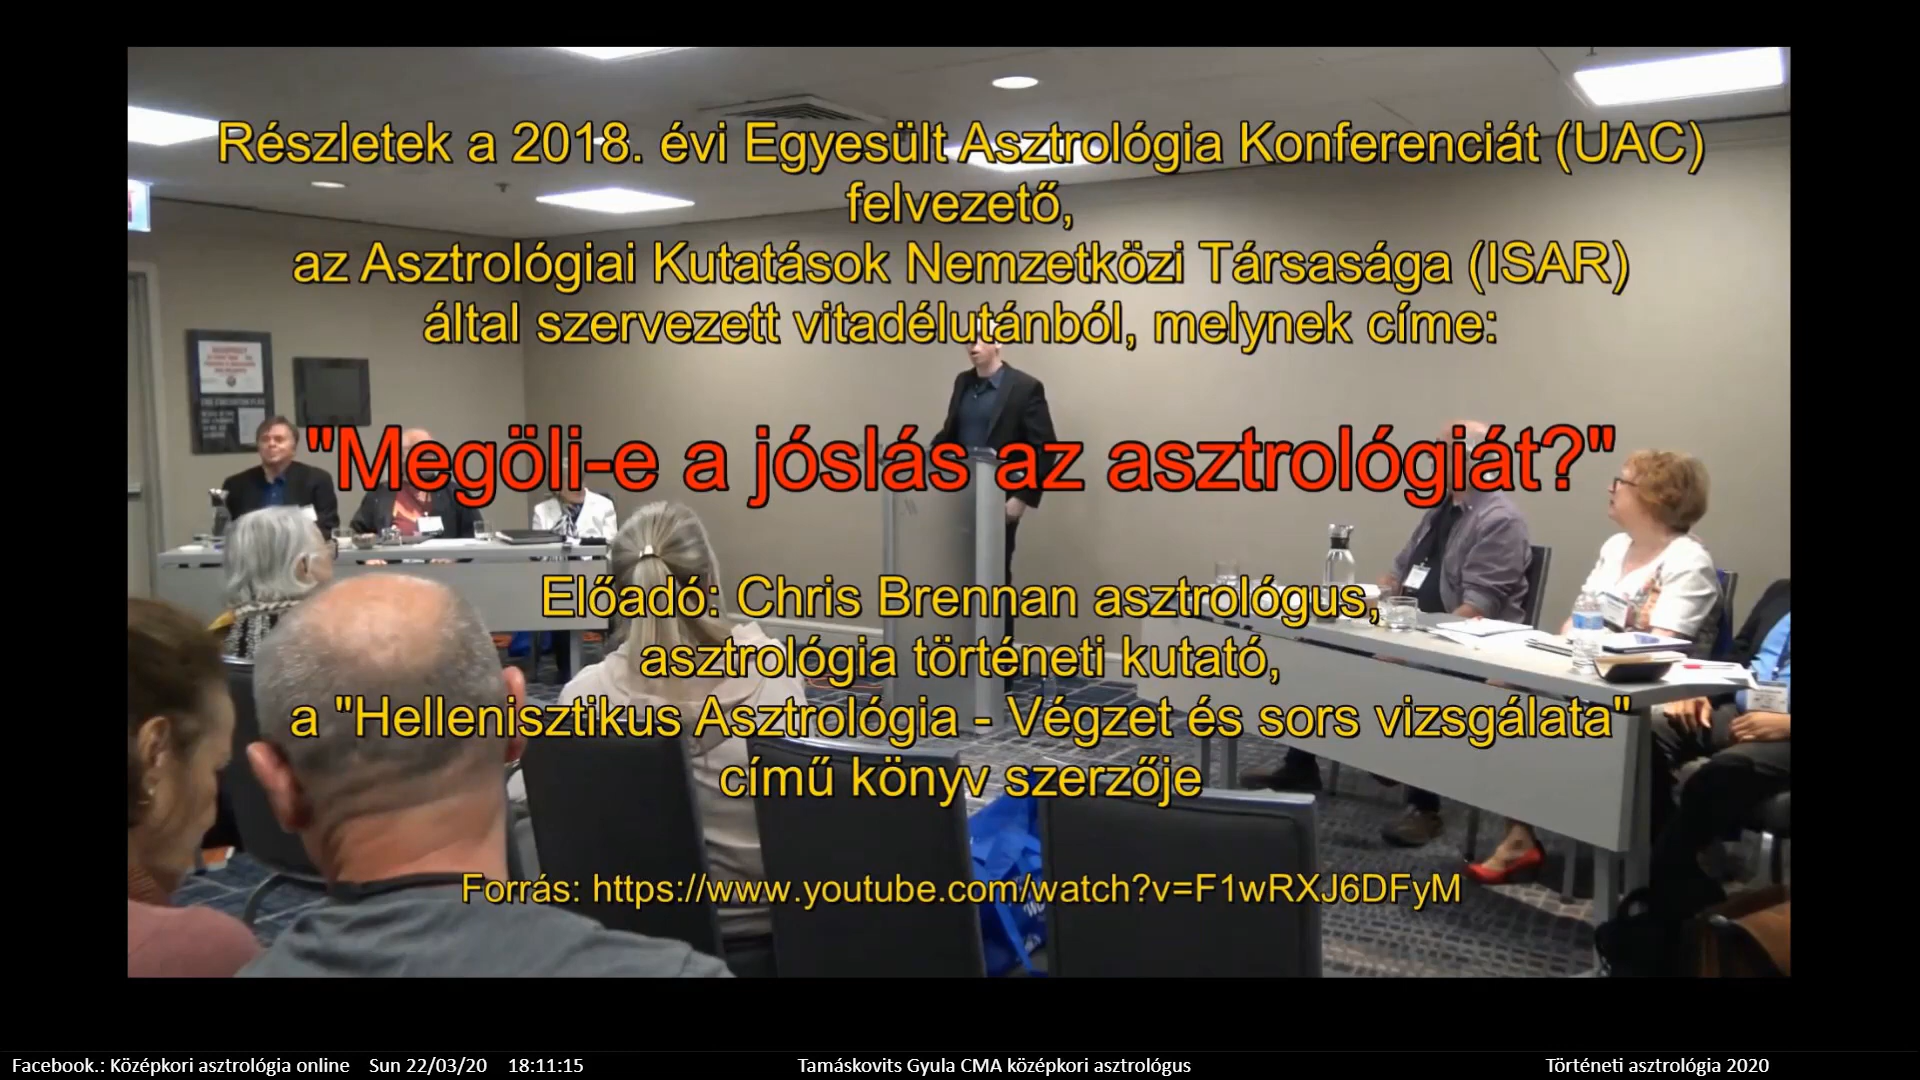 Részletek a 2018. évi Egyesült Asztrológia Konferenciát (UAC)
felvezető,
az Asztrológiai Kutatások Nemzetközi Társasága (ISAR)
által szervezett vitadélutánból, melynek címe:
"Megöli-e a jóslás az asztrológiát?"
Előadó: Chris Brennan asztrológus,
asztrológia történeti kutató,
a "Hellenisztikus Asztrológia - Végzet és sors vizsgálata"
című könyv szerzője
Forrás: https://www.youtube.com/watch?v=F1wRXJ6DFyM
Facebook.: Középkori asztrológia online Sun 22/03/20 18:11:15 Tamáskovits Gyula CMA középkori asztrológus Történeti asztrológia 2020